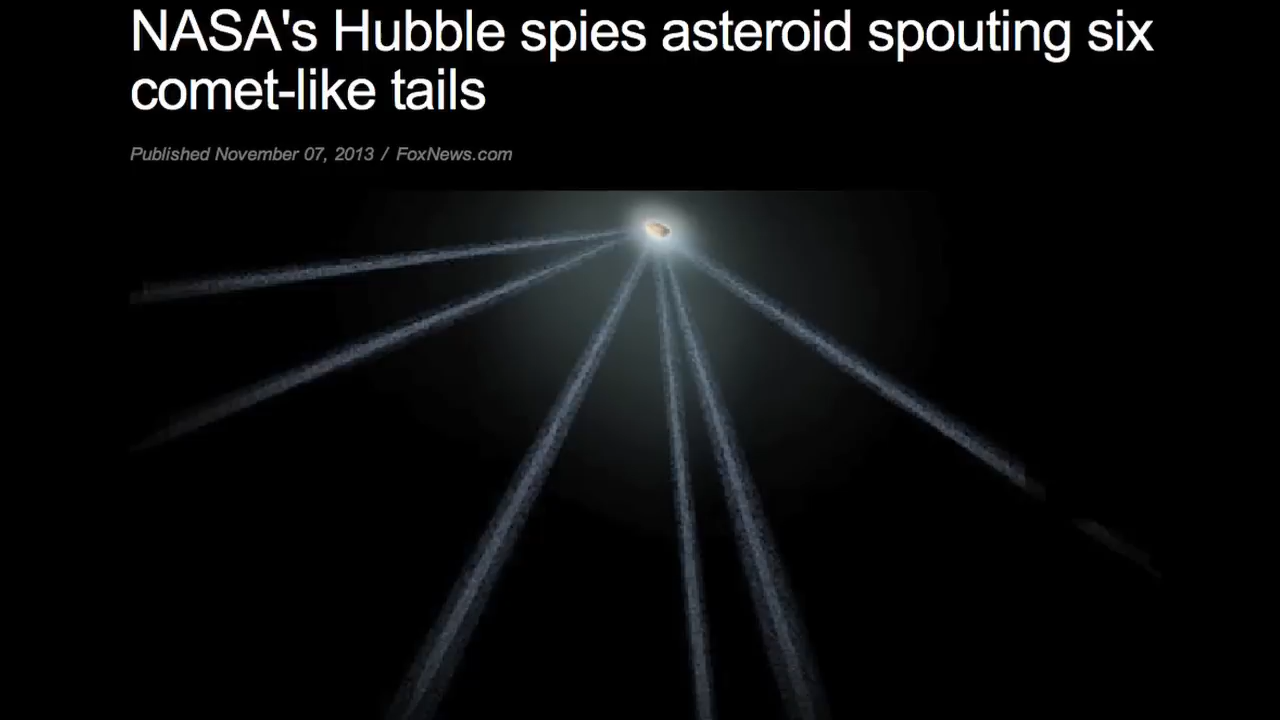 NASA's Hubble spies asteroid spouting six
comet-like tails
Published November 07, 2013 / FoxNews.com